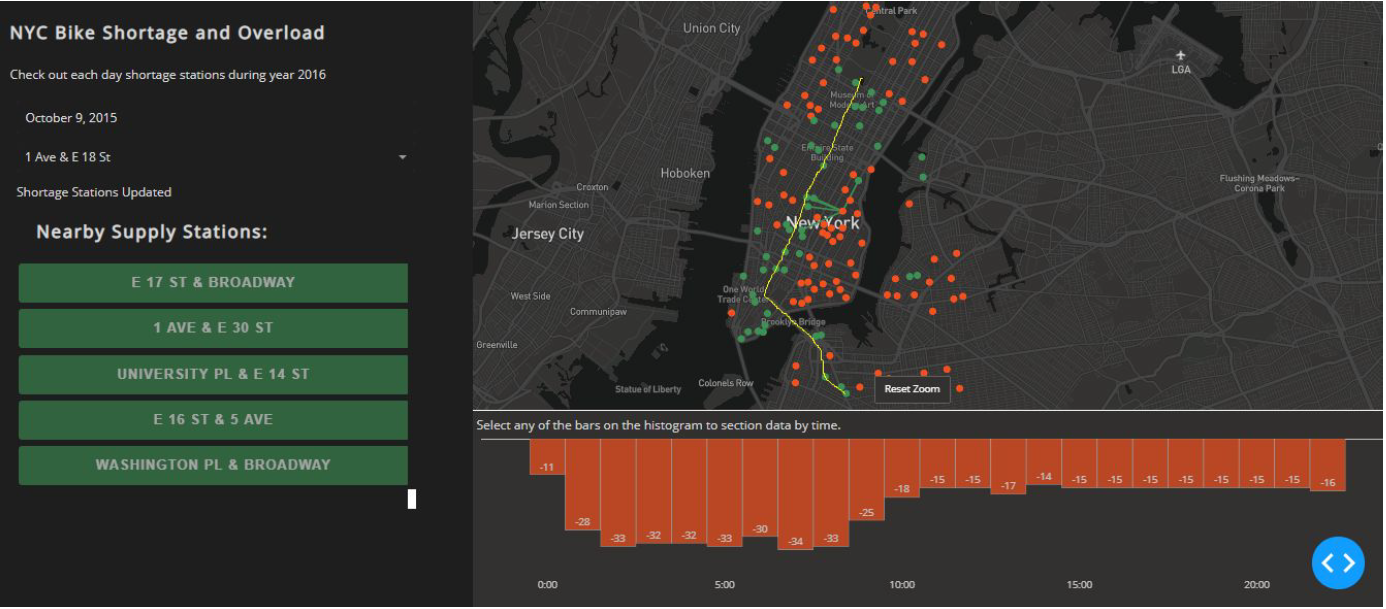 NYC Bike Shortage and Overload
Check out each day shortage stations during year 2016
October 9, 2015
1 Ave & E 18 St
Shortage Stations Updated
Nearby Supply Stations:
E 17 ST & BROADWAY
1 AVE & E 30 ST
UNIVERSITY PL & E 14 ST
E 16 ST & 5 AVE
WASHINGTON PL & BROADWAY
Central Park
Union City
LGA
Museum of
Modern Art
Empire State
Building
Hoboken
Flushing Meadows-
Corona Park
Croxton
Marion Section
New York
Jersey City
One World
Trade Center
West Side
Communipaw
Brooklyn Bridge
Greenville
Statue of Liberty
Colonels Row
Reset Zoom
Select any of the bars on the histogram to section data by time.
-11
-28
-33
-32
-32
-33
-30
-34
-33
-25
-18
-15
-15
-17
-14
-15
-15
-15
-15
-15
-15
-15
-16
0:00
5:00
10:00
15:00
20:00